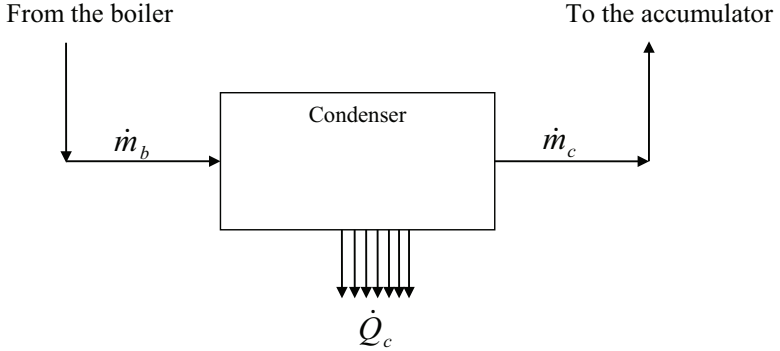 From the boiler
To the accumulator
Condenser
ṁ_b
ṁ_c
Q̇_c